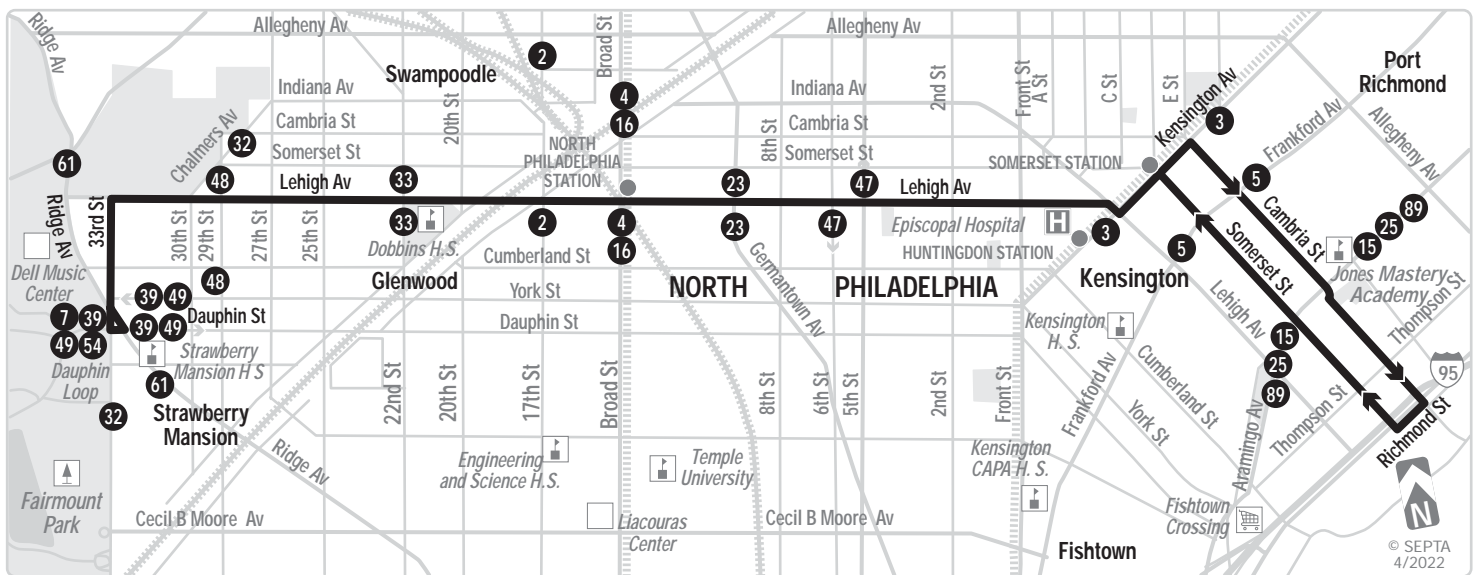 Ridge Av
Allegheny Av
Broad St
Allegheny Av
Port
Richmond
Swampoodle
2
Indiana Av
4
Indiana Av
2nd St
Front St
A St
C St
E St
Kensington Av
3
Frankford Av
Allegheny Av
Chalmers Av
32
Cambria St
20th St
16
8th St
Cambria St
61
Somerset St
NORTH
PHILADELPHIA
STATION
Somerset St
SOMERSET STATION
48
Lehigh Av
33
23
47
Lehigh Av
5
Ridge Av
33rd St
30th St
29th St
27th St
25th St
33
Dobbins H.S.
2
4
16
23
47
Episcopal Hospital
H
3
5
Cambria St
Somerset St
15
25
89
Dell Music
Center
Cumberland St
HUNTINGDON STATION
Jones Mastery
Academy
48
Glenwood
NORTH
PHILADELPHIA
Kensington
39
49
York St
Germantown Av
Lehigh Av
Thompson St
7
39
39
49
Dauphin St
Dauphin St
Kensington
H. S.
49
54
Strawberry
Mansion H S
15
25
89
Cumberland St
Dauphin
Loop
61
22nd St
20th St
17th St
Broad St
8th St
6th St
5th St
2nd St
Front St
Frankford Av
York St
Aramingo Av
Thompson St
95
Richmond St
32
Strawberry
Mansion
Ridge Av
Engineering
and Science H.S.
Temple
University
Kensington
CAPA H. S.
Fairmount
Park
Cecil B Moore Av
Liacouras
Center
Cecil B Moore Av
Fishtown
Crossing
Fishtown
N
© SEPTA
4/2022